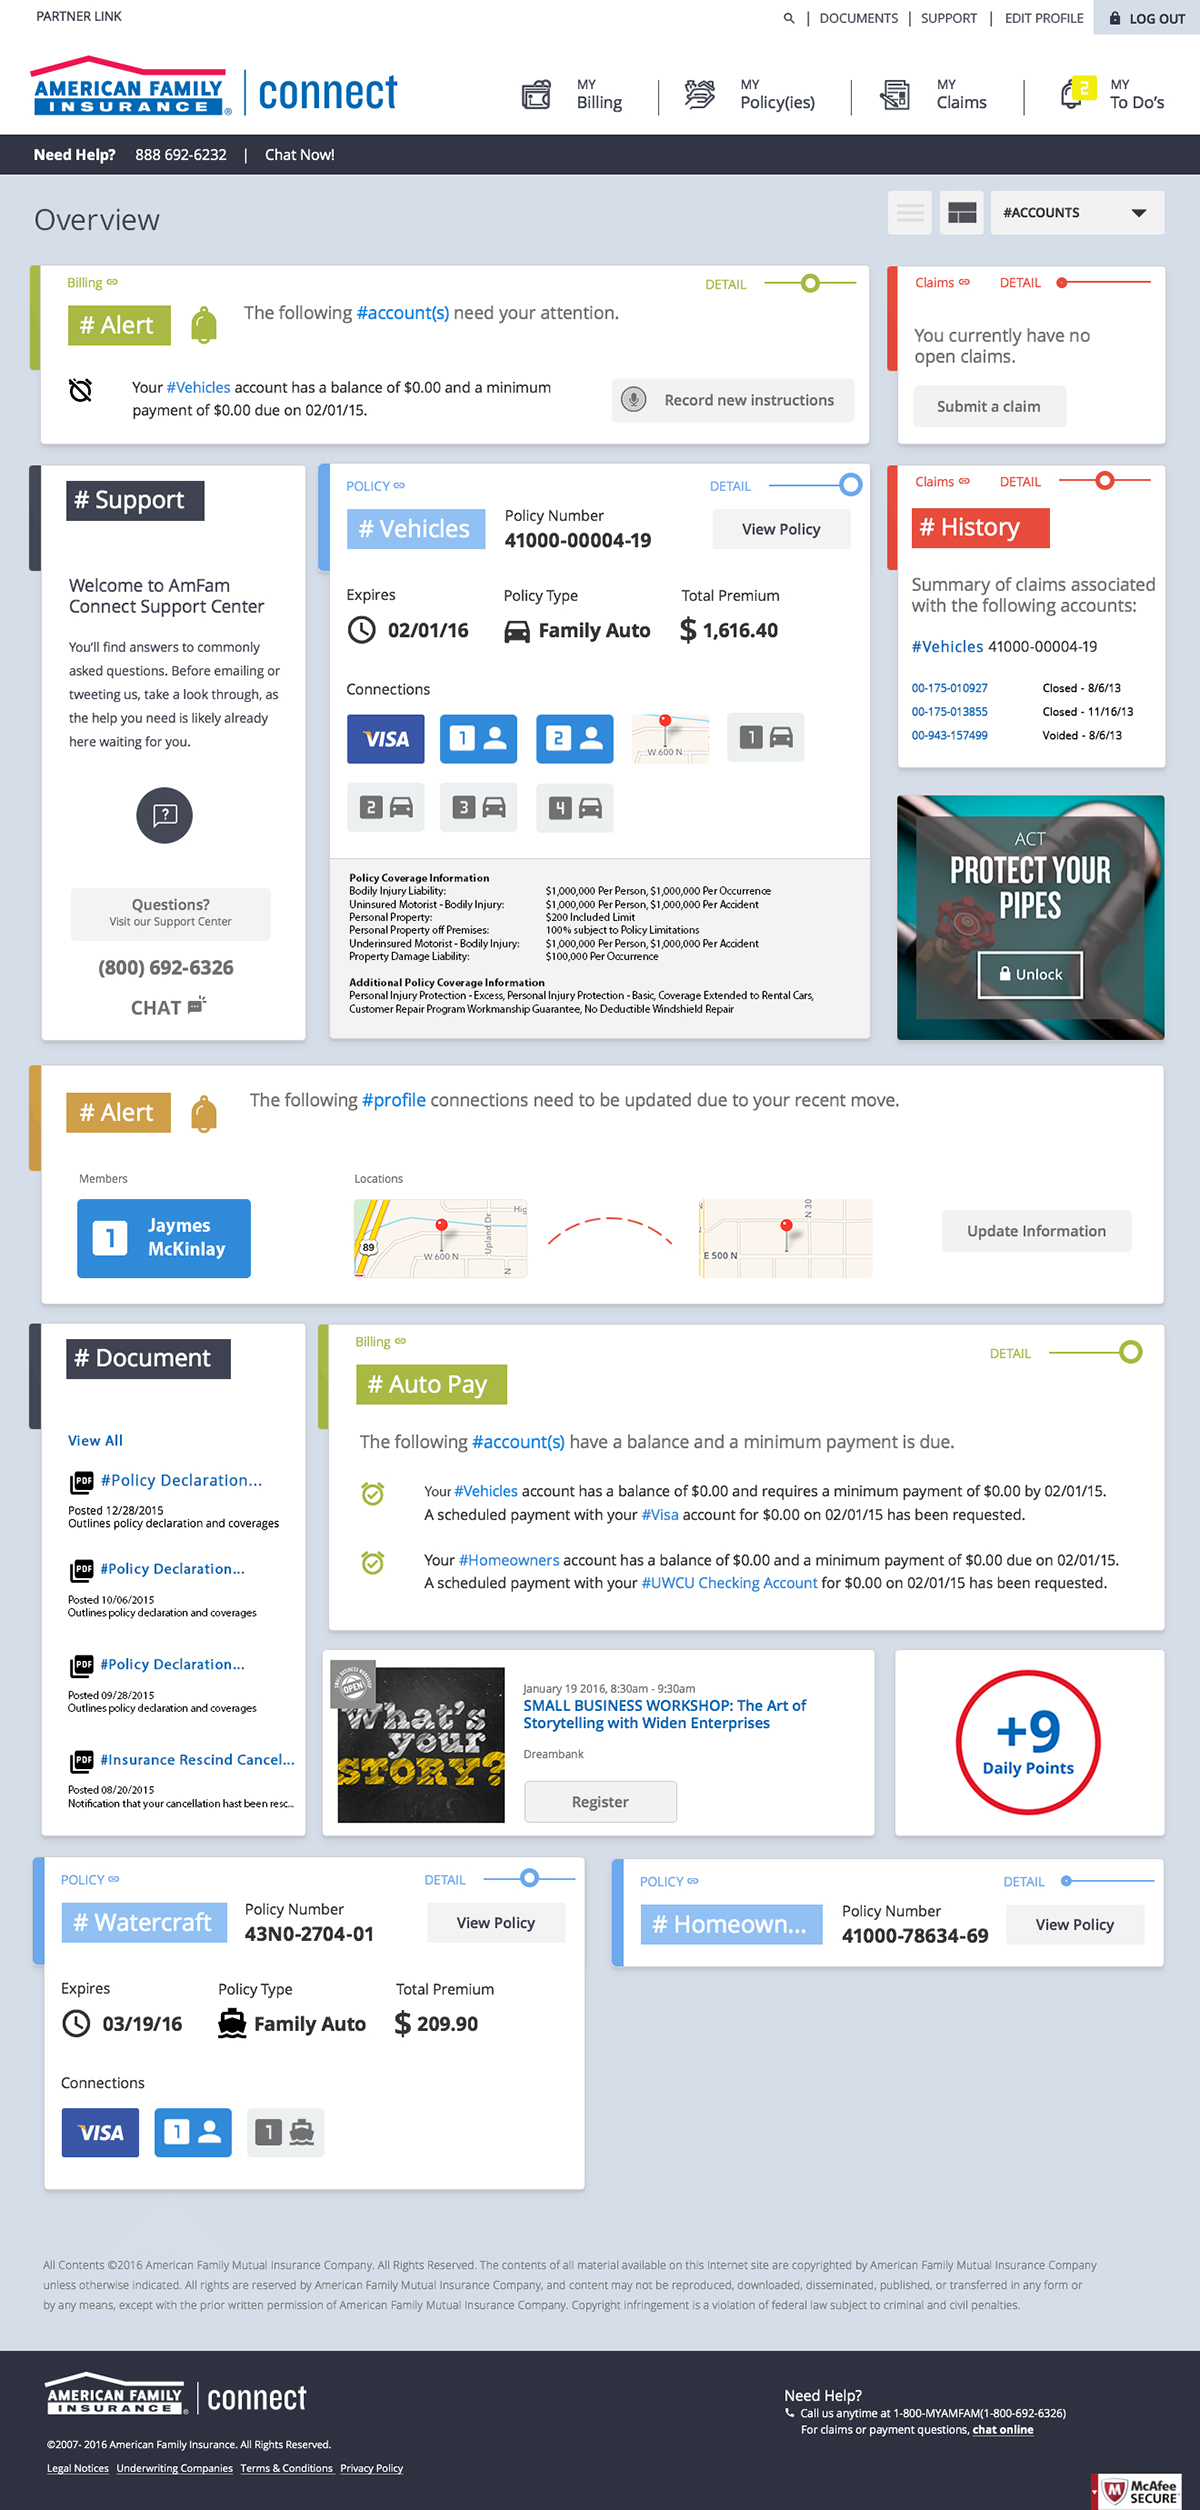 PARTNER LINK
| DOCUMENTS | SUPPORT | EDIT PROFILE
LOG OUT
AMERICAN FAMILY
INSURANCE ®
connect
MY
Billing
MY
Policy(ies)
MY
Claims
2
MY
To Do's
Need Help? 888 692-6232 | Chat Now!
Overview
#ACCOUNTS
Billing
DETAIL
# Alert
The following #account(s) need your attention.
Your #Vehicles account has a balance of $0.00 and a minimum
payment of $0.00 due on 02/01/15.
Record new instructions
Claims DETAIL
You currently have no
open claims.
Submit a claim
# Support
Welcome to AmFam
Connect Support Center
You'll find answers to commonly
asked questions. Before emailing or
tweeting us, take a look through, as
the help you need is likely already
here waiting for you.
?
Questions?
Visit our Support Center
(800) 692-6326
CHAT
POLICY
DETAIL
# Vehicles
Policy Number
41000-00004-19
View Policy
Expires
02/01/16
Policy Type
Family Auto
Total Premium
$ 1,616.40
Connections
VISA
1
2
W 600 N
1
2
3
4
Policy Coverage Information
Bodily Injury Liability: $1,000,000 Per Person, $1,000,000 Per Occurrence
Uninsured Motorist - Bodily Injury: $1,000,000 Per Person, $1,000,000 Per Accident
Personal Property: $200 Included Limit
Personal Property off Premises: 100% subject to Policy Limitations
Underinsured Motorist - Bodily Injury: $1,000,000 Per Person, $1,000,000 Per Accident
Property Damage Liability: $100,000 Per Occurrence
Additional Policy Coverage Information
Personal Injury Protection - Excess, Personal Injury Protection - Basic, Coverage Extended to Rental Cars,
Customer Repair Program Workmanship Guarantee, No Deductible Windshield Repair
Claims DETAIL
# History
Summary of claims associated
with the following accounts:
#Vehicles 41000-00004-19
00-175-010927 Closed - 8/6/13
00-175-013855 Closed - 11/16/13
00-943-157499 Voided - 8/6/13
ACT
PROTECT YOUR
PIPES
Unlock
# Alert
The following #profile connections need to be updated due to your recent move.
Members
1
Jaymes
McKinlay
Locations
89
W 600 N
Upland Dr
Hig
N
N 30
E 500 N
Update Information
# Document
View All
PDF #Policy Declaration...
Posted 12/28/2015
Outlines policy declaration and coverages
PDF #Policy Declaration...
Posted 10/06/2015
Outlines policy declaration and coverages
PDF #Policy Declaration...
Posted 09/28/2015
Outlines policy declaration and coverages
PDF #Insurance Rescind Cancel...
Posted 08/20/2015
Notification that your cancellation hast been resc...
Billing
DETAIL
# Auto Pay
The following #account(s) have a balance and a minimum payment is due.
Your #Vehicles account has a balance of $0.00 and requires a minimum payment of $0.00 by 02/01/15.
A scheduled payment with your #Visa account for $0.00 on 02/01/15 has been requested.
Your #Homeowners account has a balance of $0.00 and a minimum payment of $0.00 due on 02/01/15.
A scheduled payment with your #UWCU Checking Account for $0.00 on 02/01/15 has been requested.
SMALL BUSINESS WORKSHOP
OPEN
What's
your
STORY?
January 19 2016, 8:30am - 9:30am
SMALL BUSINESS WORKSHOP: The Art of
Storytelling with Widen Enterprises
Dreambank
Register
+9
Daily Points
POLICY
DETAIL
# Watercraft
Policy Number
43N0-2704-01
View Policy
Expires
03/19/16
Policy Type
Family Auto
Total Premium
$ 209.90
Connections
VISA
1
1
POLICY
DETAIL
# Homeown...
Policy Number
41000-78634-69
View Policy
All Contents ©2016 American Family Mutual Insurance Company. All Rights Reserved. The contents of all material available on this Internet site are copyrighted by American Family Mutual Insurance Company
unless otherwise indicated. All rights are reserved by American Family Mutual Insurance Company, and content may not be reproduced, downloaded, disseminated, published, or transferred in any form or
by any means, except with the prior written permission of American Family Mutual Insurance Company. Copyright infringement is a violation of federal law subject to criminal and civil penalties.
AMERICAN FAMILY
INSURANCE ®
connect
©2007- 2016 American Family Insurance. All Rights Reserved.
Legal Notices Underwriting Companies Terms & Conditions Privacy Policy
Need Help?
Call us anytime at 1-800-MYAMFAM(1-800-692-6326)
For claims or payment questions, chat online
McAfee
SECURE